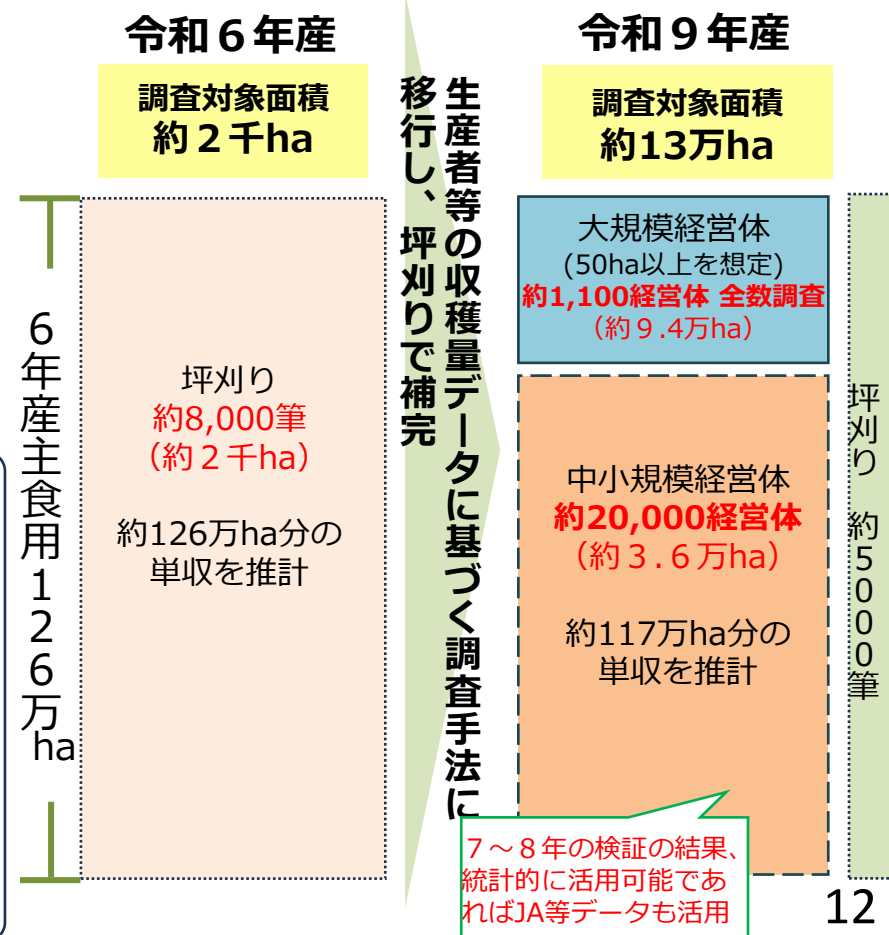 令和６年産
調査対象面積
約２千ha
6年産主食用126万ha
坪刈り
約8,000筆
（約２千ha）
約126万ha分の
単収を推計
生産者等の収穫量データに基づく調査手法に
移行し、坪刈りで補完
令和９年産
調査対象面積
約13万ha
大規模経営体
(50ha以上を想定)
約1,100経営体 全数調査
（約９.4万ha）
中小規模経営体
約20,000経営体
（約３.６万ha）
約117万ha分の
単収を推計
坪刈り 約5000筆
７～８年の検証の結果、
統計的に活用可能であ
ればJA等データも活用
12